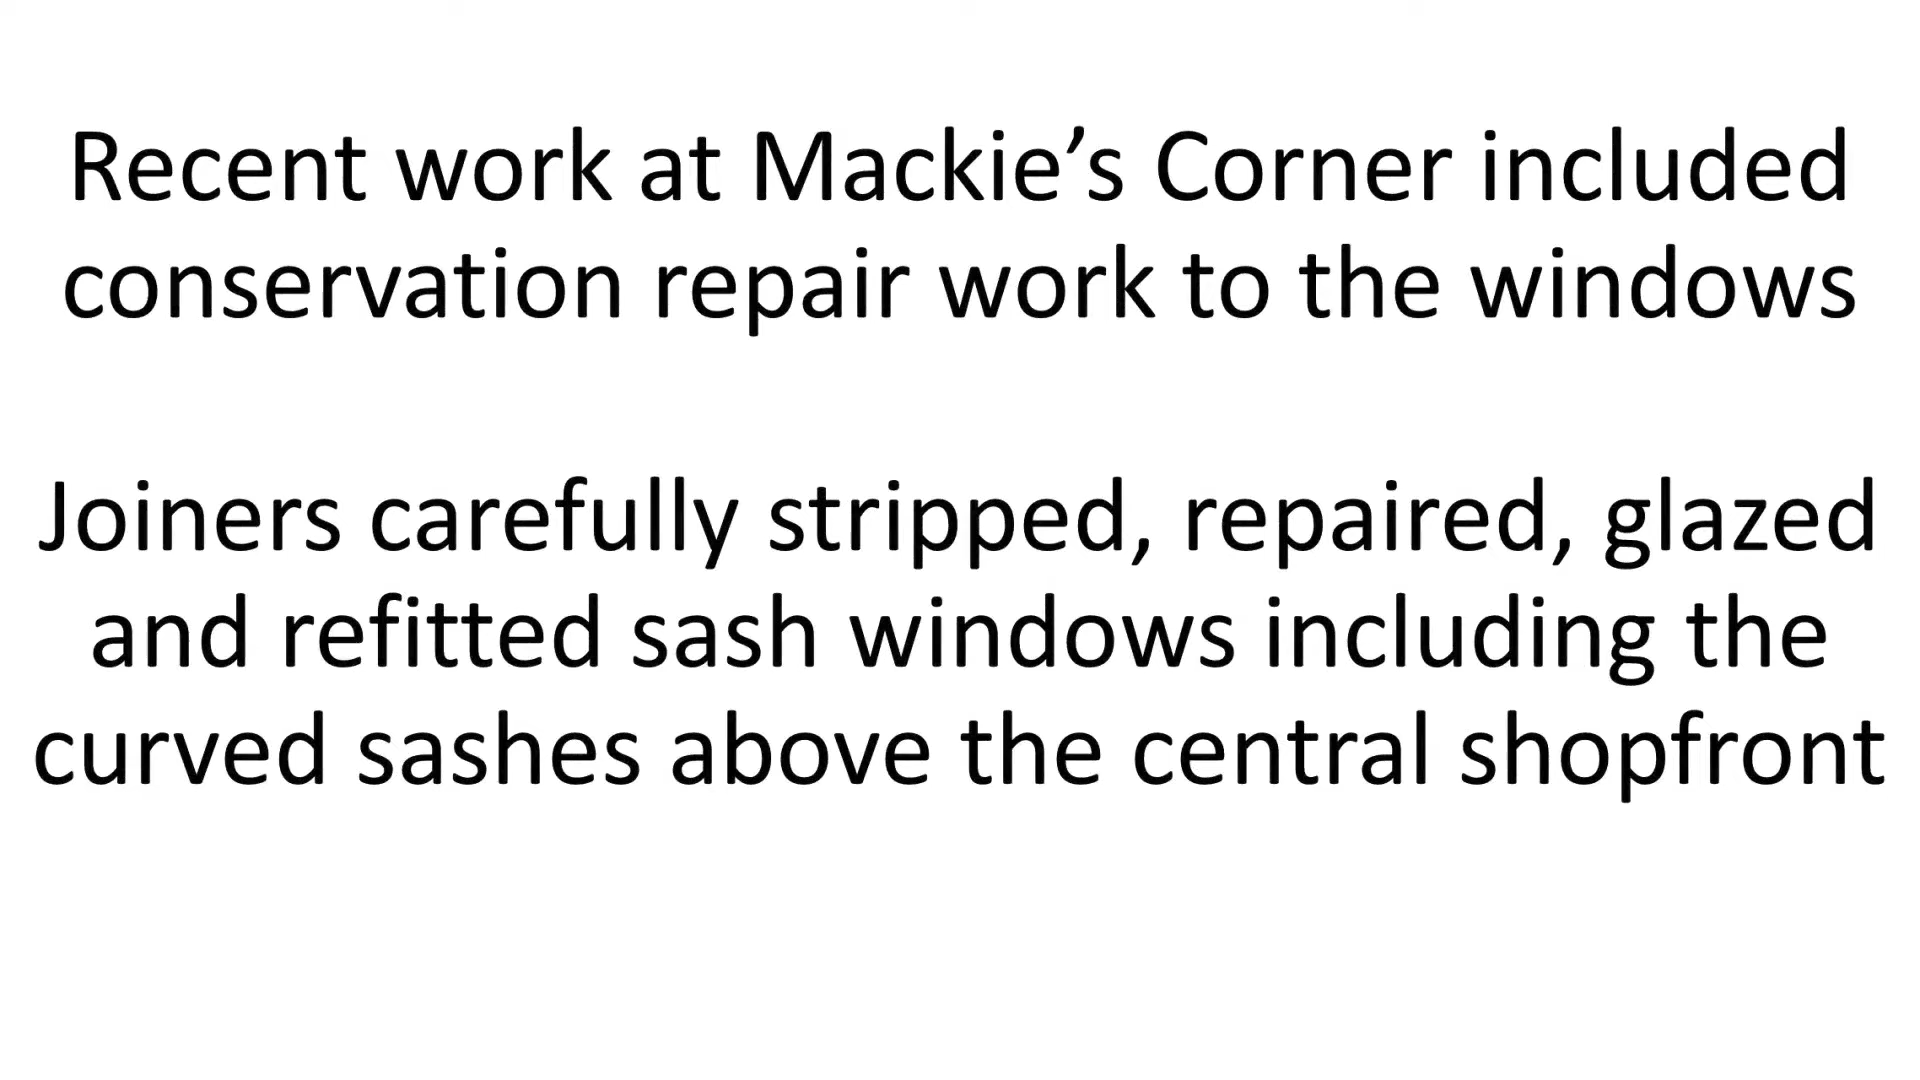 Recent work at Mackie’s Corner included
conservation repair work to the windows
Joiners carefully stripped, repaired, glazed
and refitted sash windows including the
curved sashes above the central shopfront